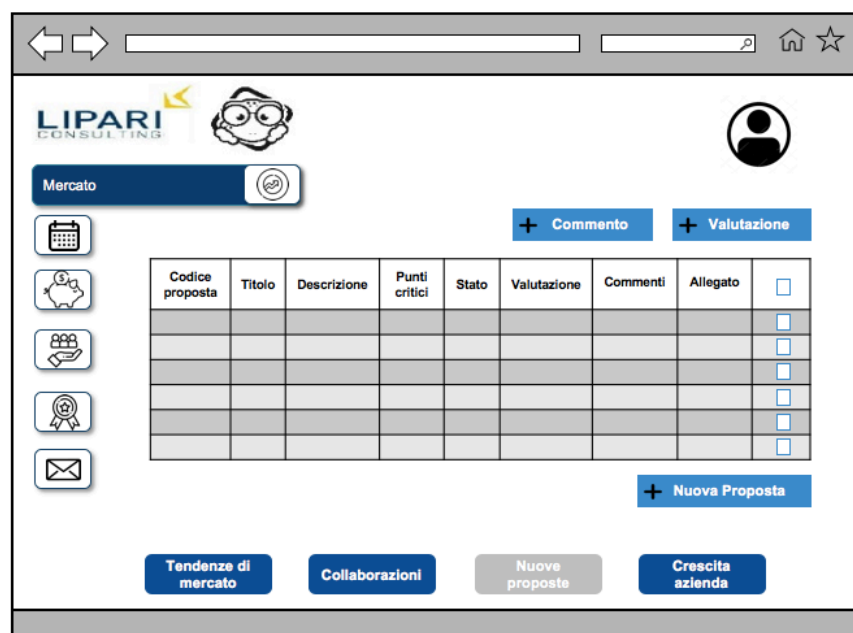 LIPARI
CONSULTING
Mercato
+ Commento
+ Valutazione
Codice proposta
Titolo
Descrizione
Punti critici
Stato
Valutazione
Commenti
Allegato
+ Nuova Proposta
Tendenze di
mercato
Collaborazioni
Nuove
proposte
Crescita
azienda